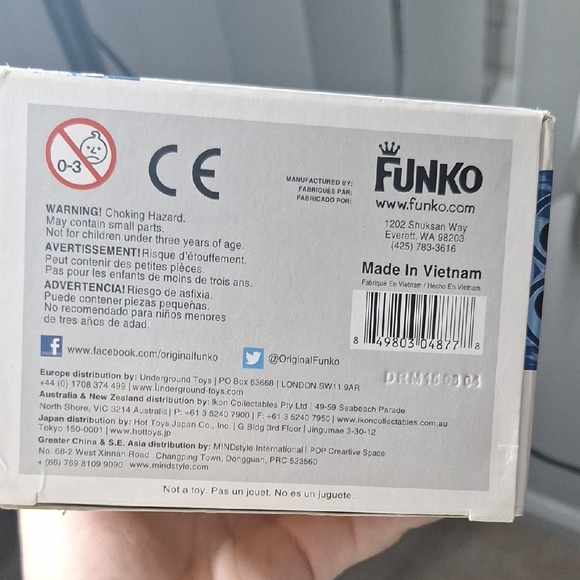 0-3
CE
WARNING! Choking Hazard.
May contain small parts.
Not for children under three years of age.
AVERTISSEMENT! Risque d'étouffement.
Peut contenir des petites pièces.
Pas pour les enfants de moins de trois ans.
ADVERTENCIA! Riesgo de asfixia.
Puede contener piezas pequeñas.
No recomendado para niños menores
de tres años de edad.
MANUFACTURED BY:
FABRIQUÉS PAR:
FABRICADO POR:
FUNKO
www.funko.com
1202 Shuksan Way
Everett, WA 98203
(425) 783-3616
Made In Vietnam
Fabriqué En Vietnam / Hecho En Vietnam
8 49803 04877 8
f www.facebook.com/originalfunko
@OriginalFunko
DRM150304
Europe distribution by: Underground Toys | PO Box 63668 | LONDON SW11 9AR
+44 (0) 1708 374 499 | www.Underground-toys.com
Australia & New Zealand distribution by: Ikon Collectables Pty Ltd | 49-59 Seabeach Parade
North Shore, VIC 3214 Australia | P: +61 3 5240 7900 | F: +61 3 5240 7950 | www.ikoncollectables.com.au
Japan distribution by: Hot Toys Japan Co., Inc. | G Bldg 3rd Floor | Jingumae 3-30-12
Tokyo 150-0001 | www.hottoys.jp
Greater China & S.E. Asia distribution by: MINDstyle International | POP Creartive Space
No. 68-2 West Xinnan Road Changping Town, Dongguan, PRC 523560
+ (86) 769 8109 9090 www.mindstyle.com
Not a toy. Pas un jouet. No es un juguete.